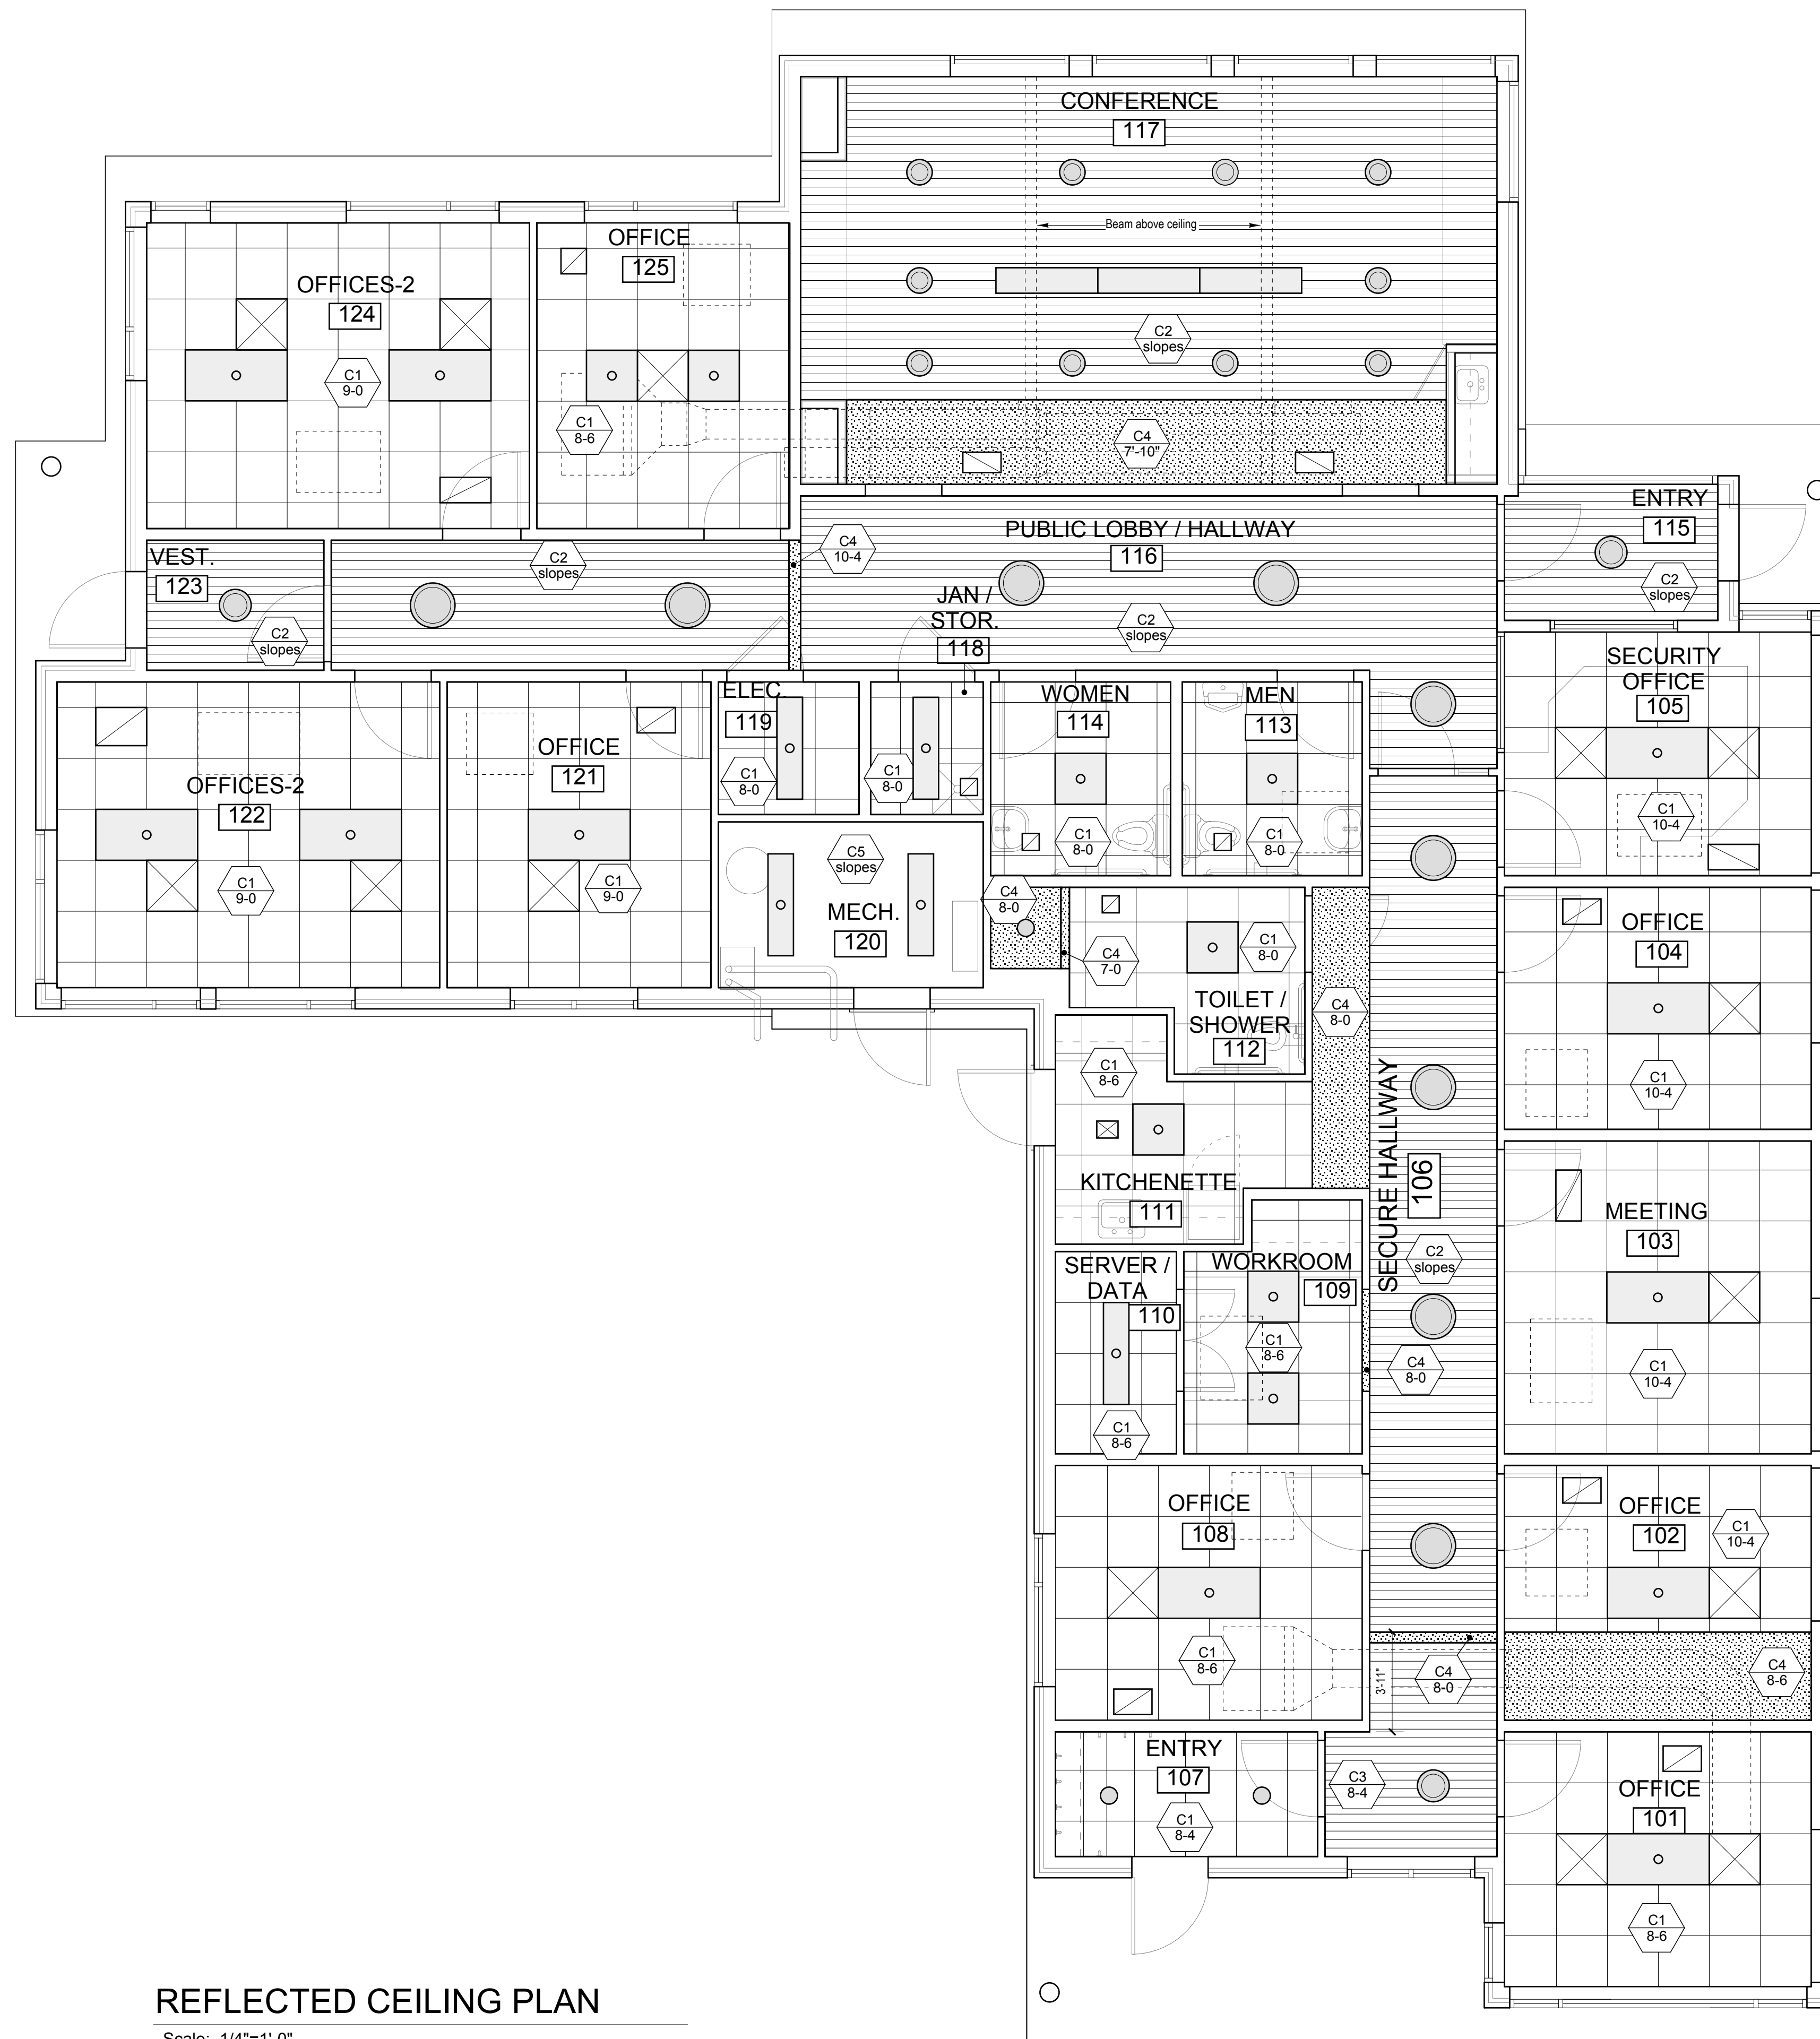 CONFERENCE
117
Beam above ceiling
C2
slopes
C4
7'-10"
OFFICES-2
124
C1
9-0
OFFICE
125
C1
8-6
ENTRY
115
C2
slopes
PUBLIC LOBBY / HALLWAY
116
C4
10-4
C2
slopes
VEST.
123
C2
slopes
C2
slopes
JAN /
STOR.
118
C1
8-0
ELEC.
119
C1
8-0
WOMEN
114
C1
8-0
MEN
113
C1
8-0
SECURITY
OFFICE
105
C1
10-4
OFFICES-2
122
C1
9-0
OFFICE
121
C1
9-0
C5
slopes
MECH.
120
C4
8-0
C4
7-0
C1
8-0
TOILET /
SHOWER
112
C4
8-0
OFFICE
104
C1
10-4
C1
8-6
KITCHENETTE
111
SECURE HALLWAY
106
C2
slopes
C4
8-0
MEETING
103
C1
10-4
SERVER /
DATA
110
C1
8-6
WORKROOM
109
C1
8-6
OFFICE
108
C1
8-6
OFFICE
102
C1
10-4
C4
8-6
3'-11"
C4
8-0
ENTRY
107
C1
8-4
C3
8-4
OFFICE
101
C1
8-6
REFLECTED CEILING PLAN
Scale: 1/4"=1'-0"